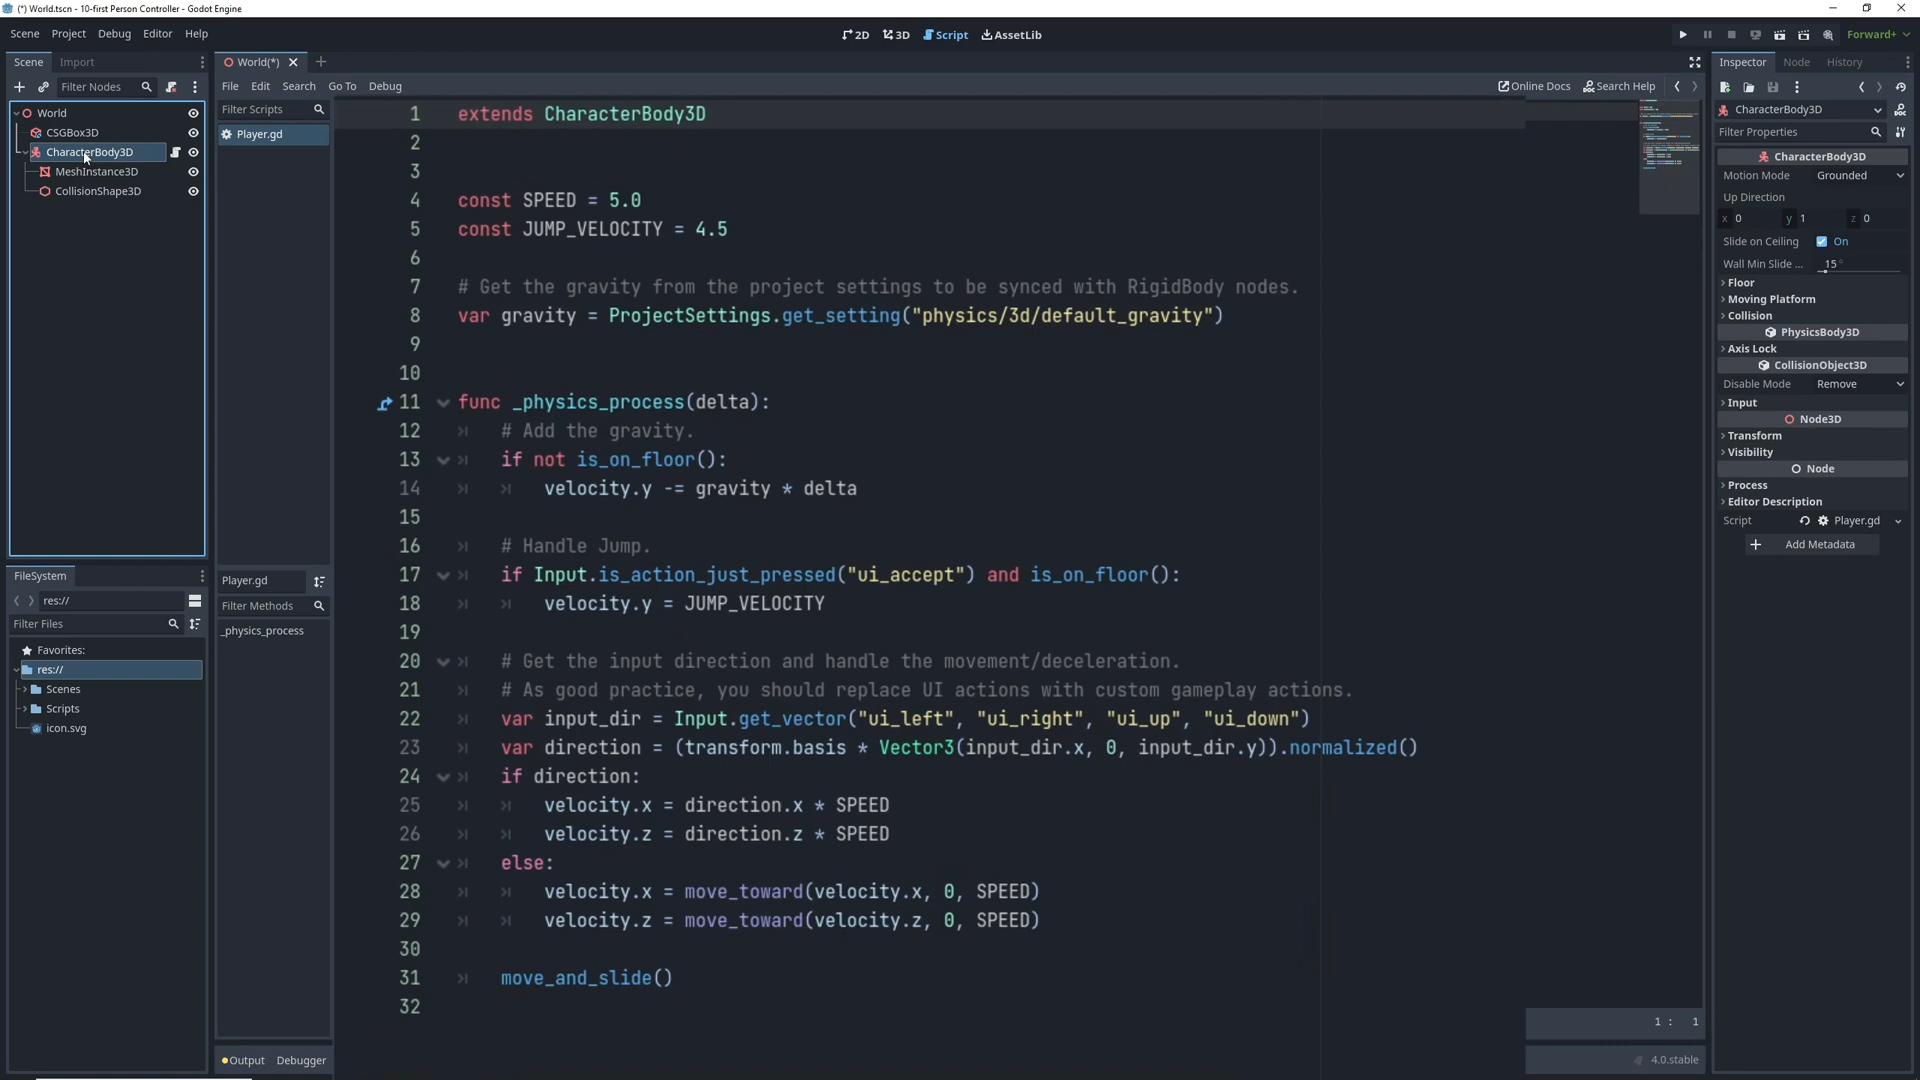 (*) World.tscn - 10-first Person Controller - Godot Engine
Scene Project Debug Editor Help
2D 3D Script AssetLib
Forward+
Scene Import
Filter Nodes
World
CSGBox3D
CharacterBody3D
MeshInstance3D
CollisionShape3D
FileSystem
res://
Filter Files
Favorites:
res://
Scenes
Scripts
icon.svg
World(*)
File Edit Search Go To Debug
Online Docs Search Help
Filter Scripts
Player.gd
Player.gd
Filter Methods
_physics_process
1 extends CharacterBody3D
2
3
4 const SPEED = 5.0
5 const JUMP_VELOCITY = 4.5
6
7 # Get the gravity from the project settings to be synced with RigidBody nodes.
8 var gravity = ProjectSettings.get_setting("physics/3d/default_gravity")
9
10
11 func _physics_process(delta):
12 # Add the gravity.
13 if not is_on_floor():
14 velocity.y -= gravity * delta
15
16 # Handle Jump.
17 if Input.is_action_just_pressed("ui_accept") and is_on_floor():
18 velocity.y = JUMP_VELOCITY
19
20 # Get the input direction and handle the movement/deceleration.
21 # As good practice, you should replace UI actions with custom gameplay actions.
22 var input_dir = Input.get_vector("ui_left", "ui_right", "ui_up", "ui_down")
23 var direction = (transform.basis * Vector3(input_dir.x, 0, input_dir.y)).normalized()
24 if direction:
25 velocity.x = direction.x * SPEED
26 velocity.z = direction.z * SPEED
27 else:
28 velocity.x = move_toward(velocity.x, 0, SPEED)
29 velocity.z = move_toward(velocity.z, 0, SPEED)
30
31 move_and_slide()
32
1 : 1
Output Debugger
4.0.stable
Inspector Node History
CharacterBody3D
Filter Properties
CharacterBody3D
Motion Mode Grounded
Up Direction
x 0 y 1 z 0
Slide on Ceiling On
Wall Min Slide ... 15 °
Floor
Moving Platform
Collision
PhysicsBody3D
Axis Lock
CollisionObject3D
Disable Mode Remove
Input
Node3D
Transform
Visibility
Node
Process
Editor Description
Script Player.gd
Add Metadata